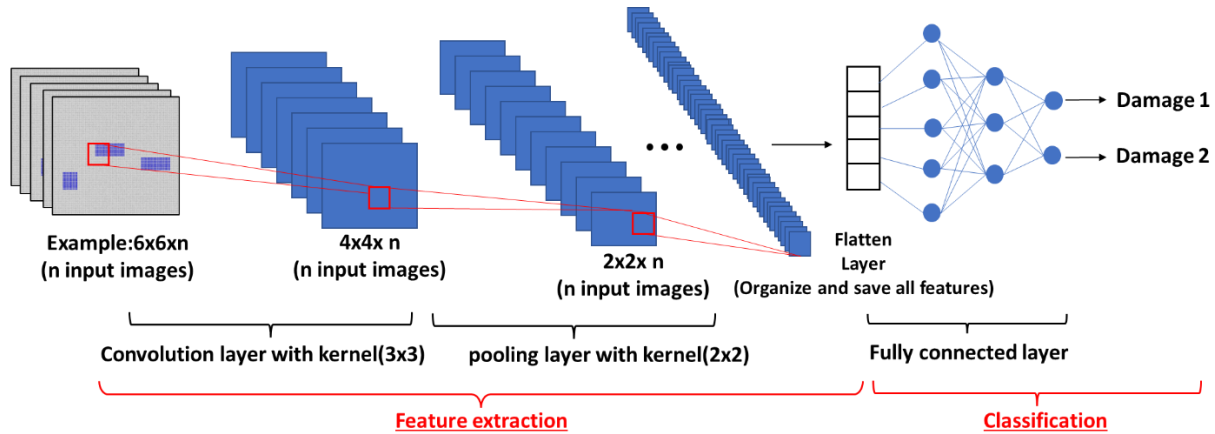 Damage 1
Damage 2
Example:6x6xn
(n input images)
4x4x n
(n input images)
2x2x n
(n input images)
Flatten
Layer
(Organize and save all features)
Convolution layer with kernel(3x3)
pooling layer with kernel(2x2)
Fully connected layer
Feature extraction
Classification